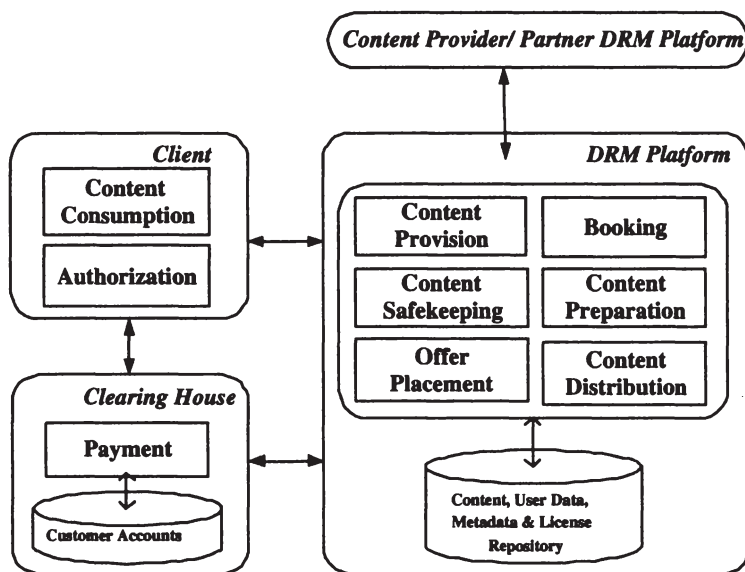 Content Provider/ Partner DRM Platform
Client
Content
Consumption
Authorization
Clearing House
Payment
Customer Accounts
DRM Platform
Content
Provision
Booking
Content
Safekeeping
Content
Preparation
Offer
Placement
Content
Distribution
Content, User Data,
Metadata & License
Repository